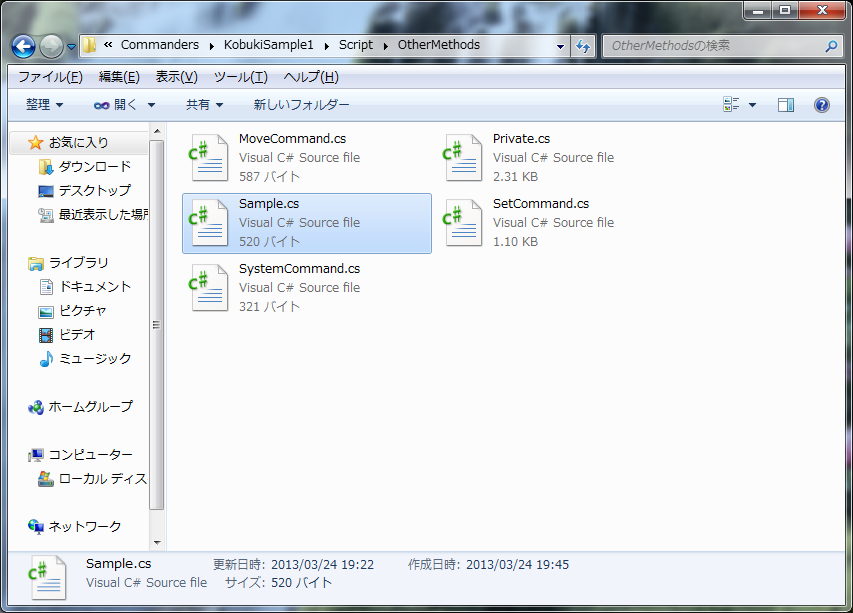 « Commanders ▸ KobukiSample1 ▸ Script ▸ OtherMethods
OtherMethodsの検索
ファイル(F) 編集(E) 表示(V) ツール(T) ヘルプ(H)
整理 開く 共有 新しいフォルダー
お気に入り
ダウンロード
デスクトップ
最近表示した場所
ライブラリ
ドキュメント
ピクチャ
ビデオ
ミュージック
ホームグループ
コンピューター
ローカル ディス
ネットワーク
MoveCommand.cs
Visual C# Source file
587 バイト
Private.cs
Visual C# Source file
2.31 KB
Sample.cs
Visual C# Source file
520 バイト
SetCommand.cs
Visual C# Source file
1.10 KB
SystemCommand.cs
Visual C# Source file
321 バイト
Sample.cs 更新日時: 2013/03/24 19:22 作成日時: 2013/03/24 19:45
Visual C# Source file サイズ: 520 バイト